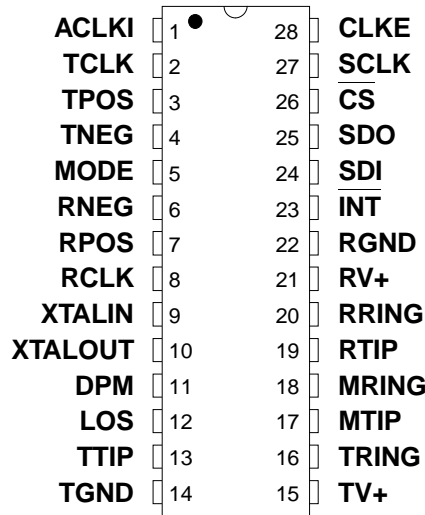 ACLKI 1 28 CLKE
TCLK 2 27 SCLK
TPOS 3 26 C̅S̅
TNEG 4 25 SDO
MODE 5 24 SDI
RNEG 6 23 I̅N̅T̅
RPOS 7 22 RGND
RCLK 8 21 RV+
XTALIN 9 20 RRING
XTALOUT 10 19 RTIP
DPM 11 18 MRING
LOS 12 17 MTIP
TTIP 13 16 TRING
TGND 14 15 TV+